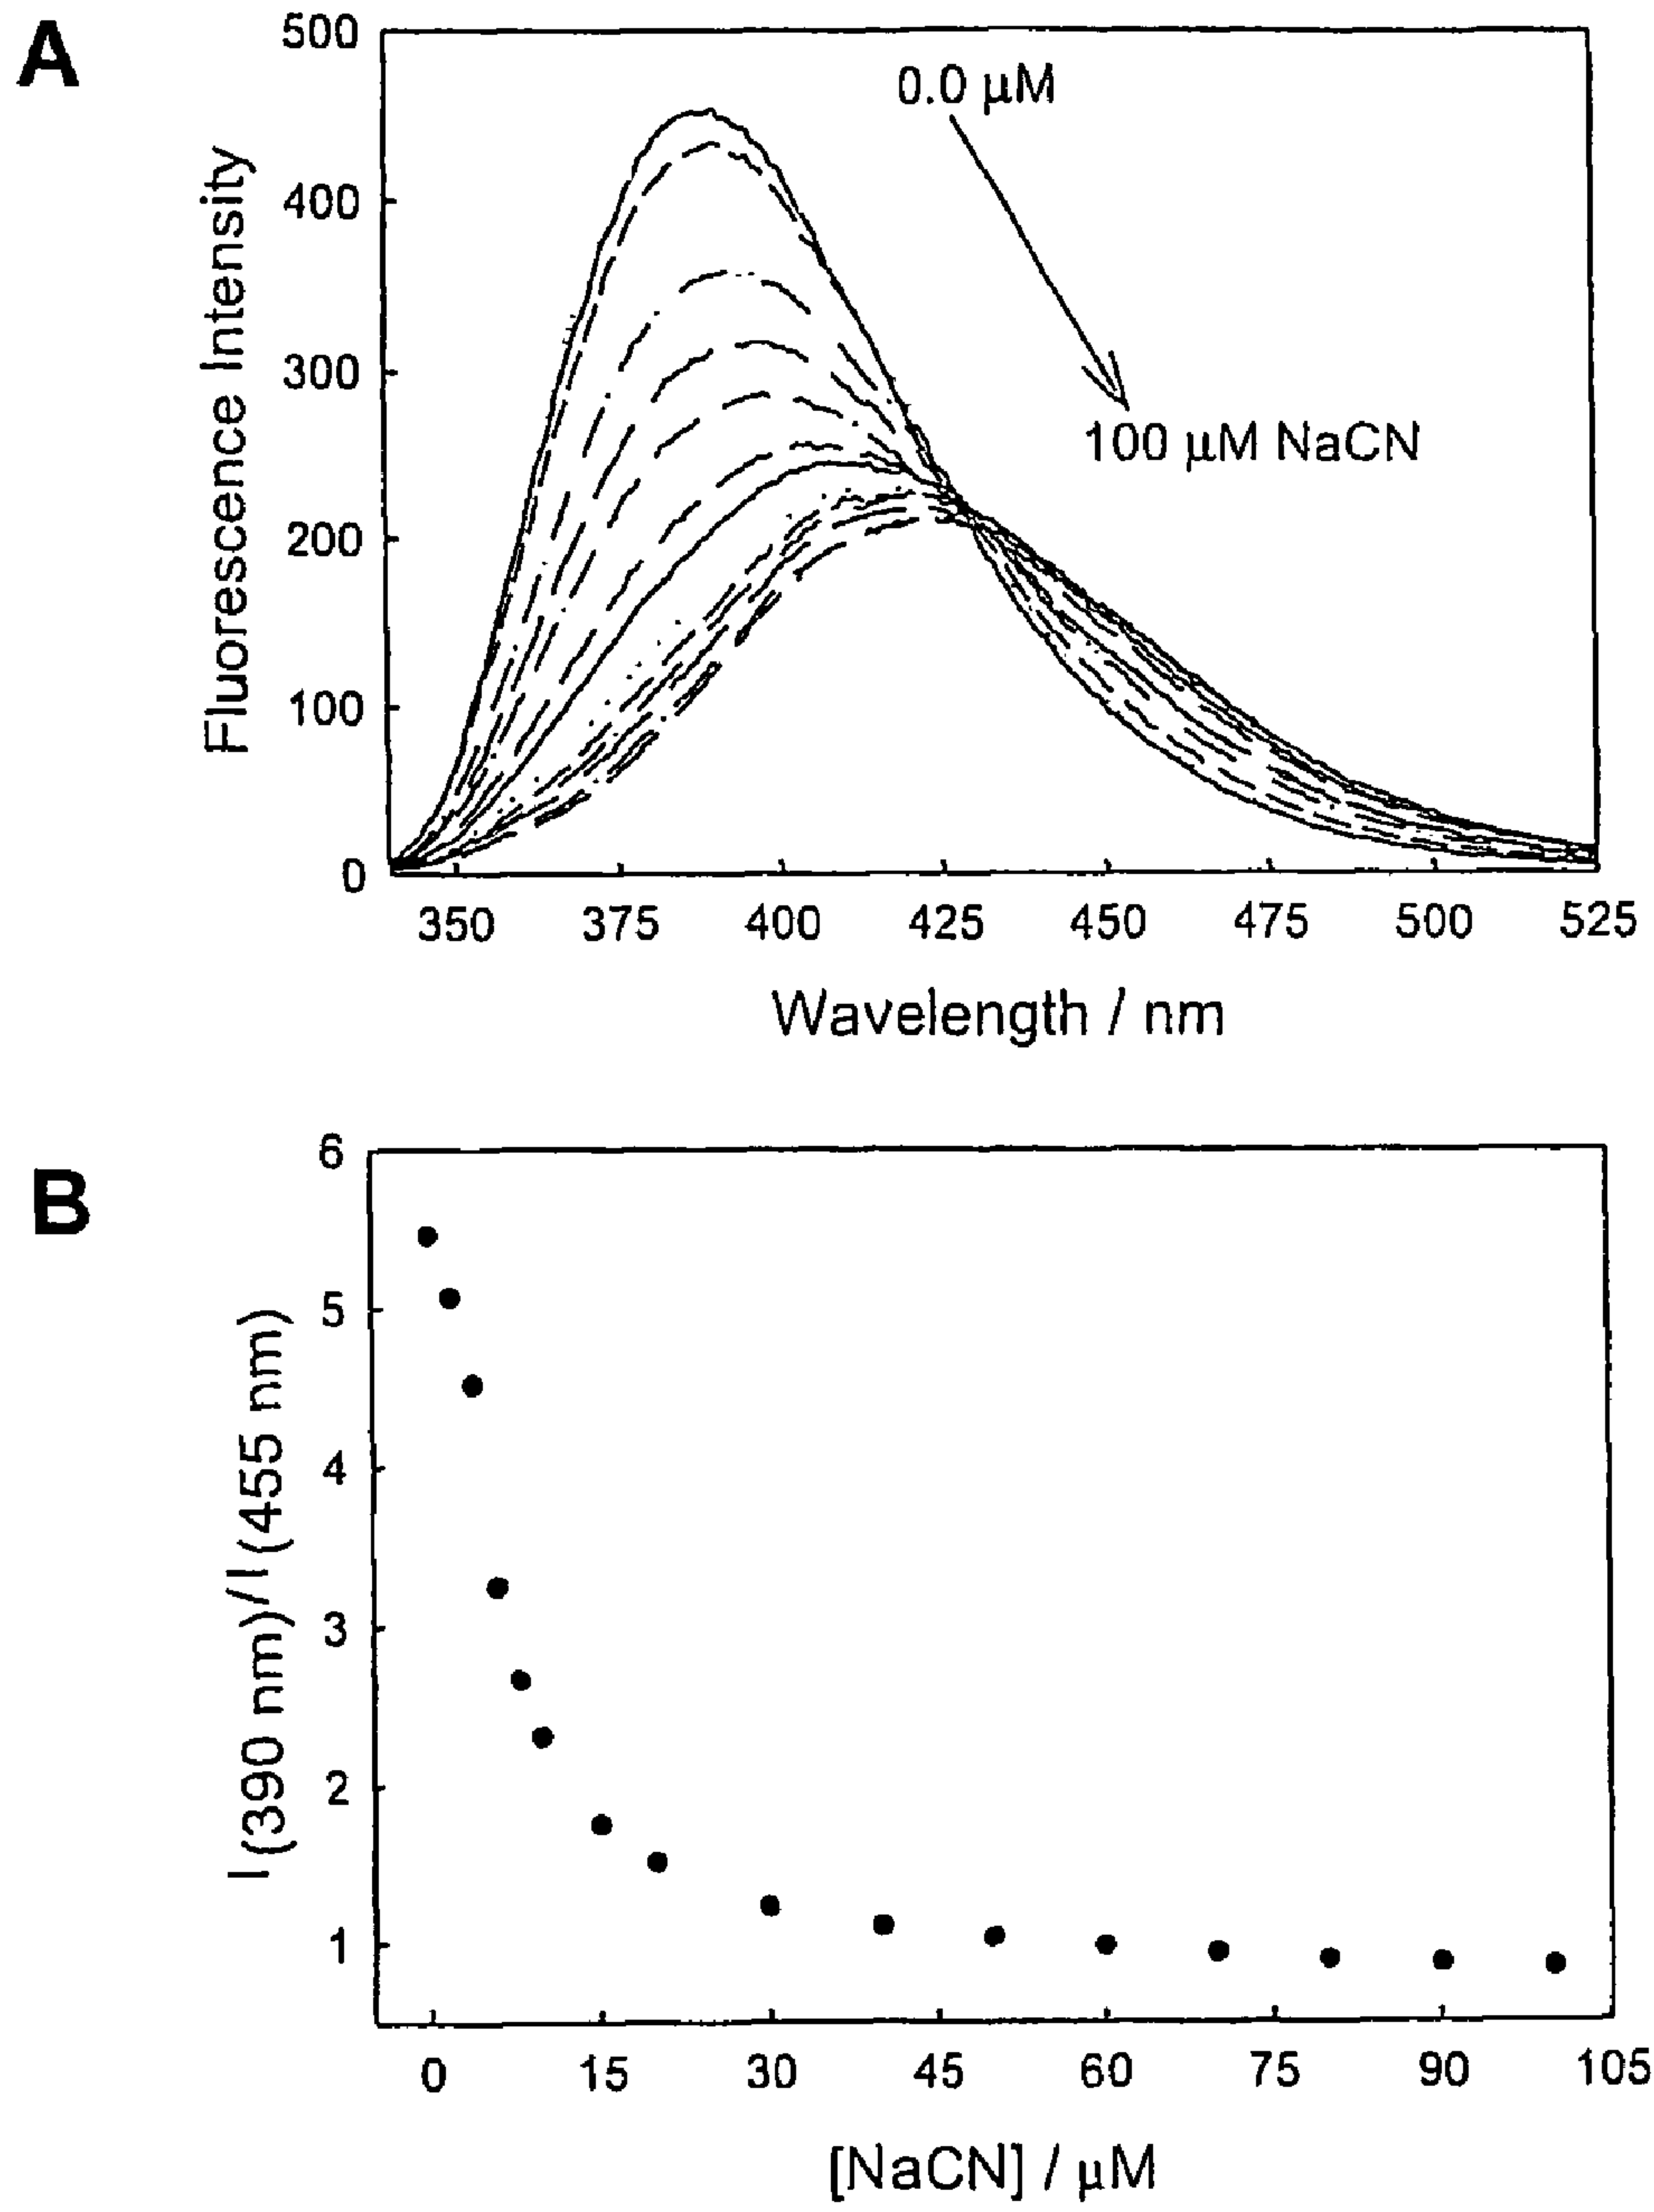 A
500
400
300
200
100
0
Fluorescence Intensity
0.0 μM
100 μM NaCN
350 375 400 425 450 475 500 525
Wavelength / nm
B
6
5
4
3
2
1
I (390 nm)/I (455 nm)
0 15 30 45 60 75 90 105
[NaCN] / μM